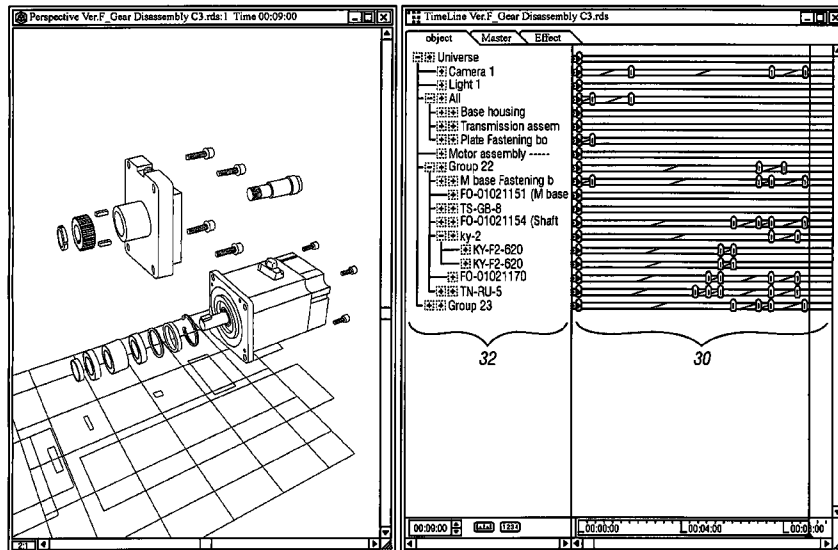 Perspective Ver.F_Gear Disassembly C3.rds:1 Time 00:09:00
2:1
TimeLine Ver.F_Gear Disassembly C3.rds
object Master Effect
Universe
Camera 1
Light 1
All
Base housing
Transmission assem
Plate Fastening bo
Motor assembly -----
Group 22
M base Fastening b
FO-01021151 (M base
TS-GB-8
FO-01021154 (Shaft
ky-2
KY-F2-620
KY-F2-620
FO-01021170
TN-RU-5
Group 23
32
30
00:09:00 1234 00:00:00 00:04:00